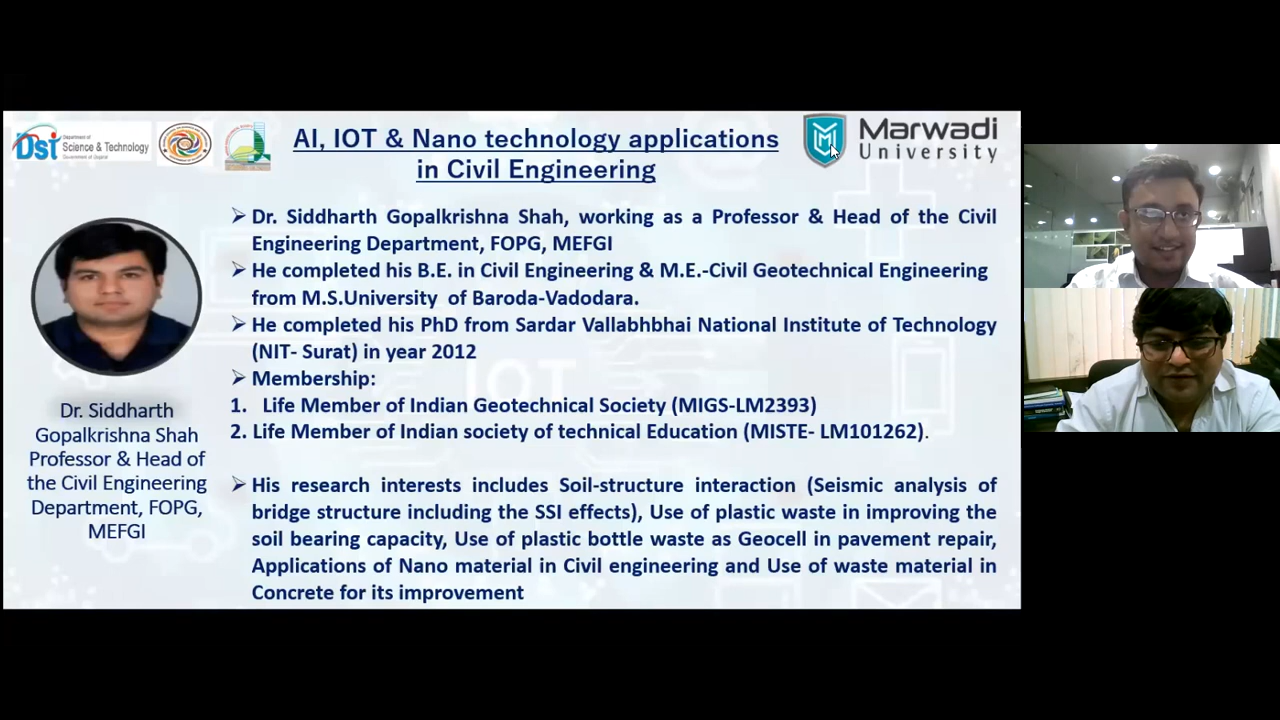 Dst
Department of
Science & Technology
Government of Gujarat
AI, IOT & Nano technology applications
in Civil Engineering
Marwadi
University
➢ Dr. Siddharth Gopalkrishna Shah, working as a Professor & Head of the Civil
Engineering Department, FOPG, MEFGI
➢ He completed his B.E. in Civil Engineering & M.E.-Civil Geotechnical Engineering
from M.S.University of Baroda-Vadodara.
➢ He completed his PhD from Sardar Vallabhbhai National Institute of Technology
(NIT- Surat) in year 2012
➢ Membership:
1. Life Member of Indian Geotechnical Society (MIGS-LM2393)
2. Life Member of Indian society of technical Education (MISTE- LM101262).
➢ His research interests includes Soil-structure interaction (Seismic analysis of
bridge structure including the SSI effects), Use of plastic waste in improving the
soil bearing capacity, Use of plastic bottle waste as Geocell in pavement repair,
Applications of Nano material in Civil engineering and Use of waste material in
Concrete for its improvement
Dr. Siddharth
Gopalkrishna Shah
Professor & Head of
the Civil Engineering
Department, FOPG,
MEFGI
IOT